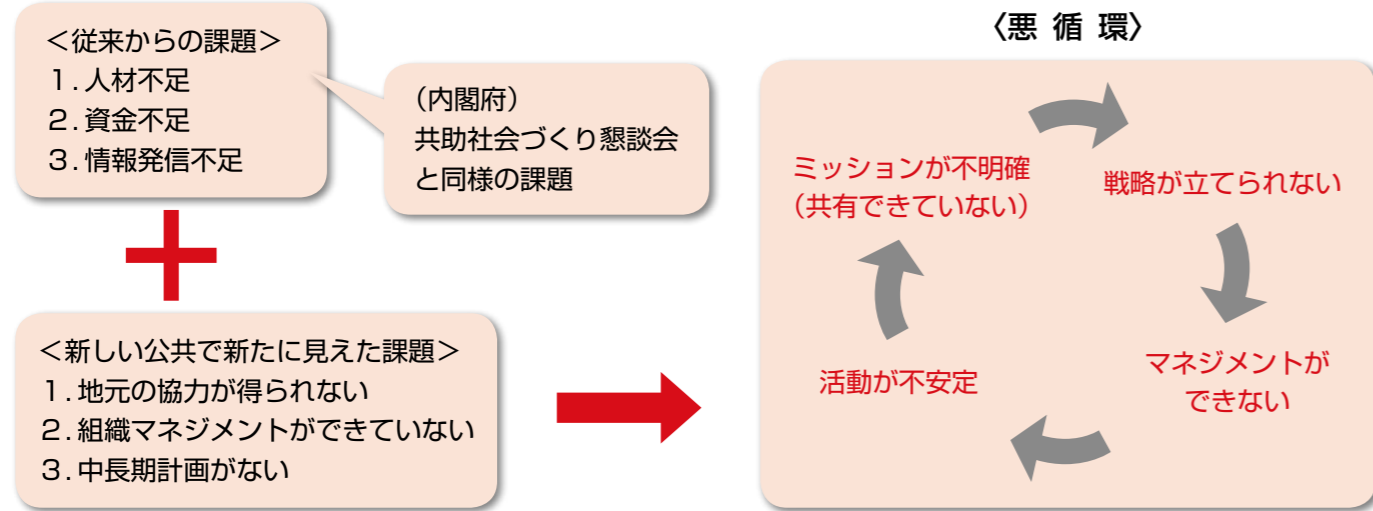 ＜従来からの課題＞
１．人材不足
２．資金不足
３．情報発信不足
（内閣府）
共助社会づくり懇談会
と同様の課題
＜新しい公共で新たに見えた課題＞
１．地元の協力が得られない
２．組織マネジメントができていない
３．中長期計画がない
〈悪 循 環〉
ミッションが不明確
（共有できていない）
戦略が立てられない
マネジメントが
できない
活動が不安定